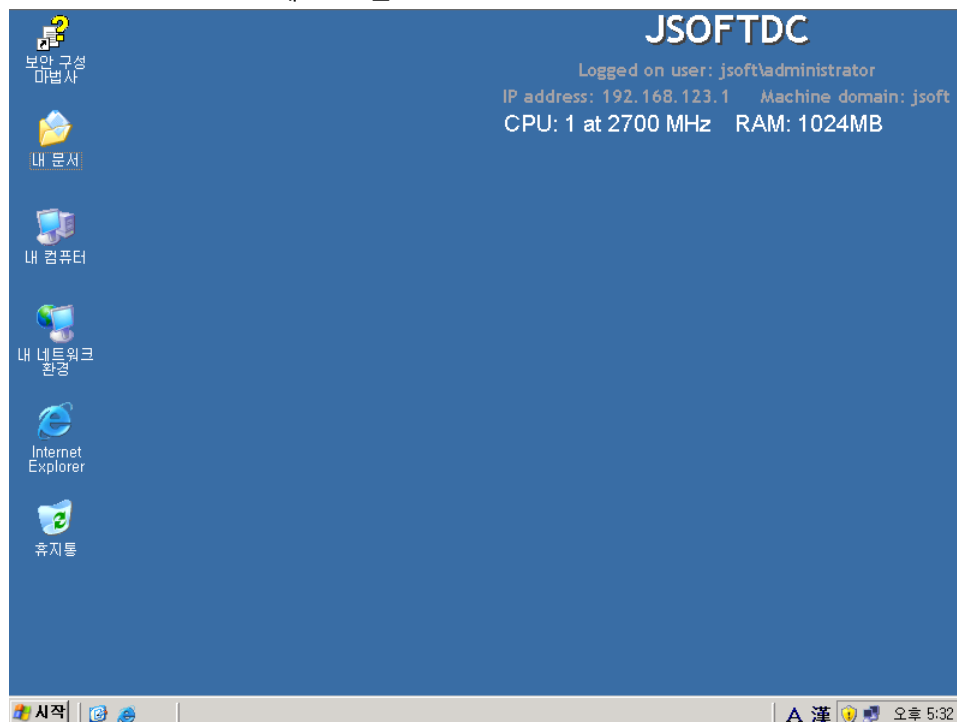 JSOFTDC
Logged on user: jsoft\administrator
IP address: 192.168.123.1 Machine domain: jsoft
CPU: 1 at 2700 MHz RAM: 1024MB
보안 구성
마법사
내 문서
내 컴퓨터
내 네트워크
환경
Internet
Explorer
휴지통
시작
A 漢 오후 5:32